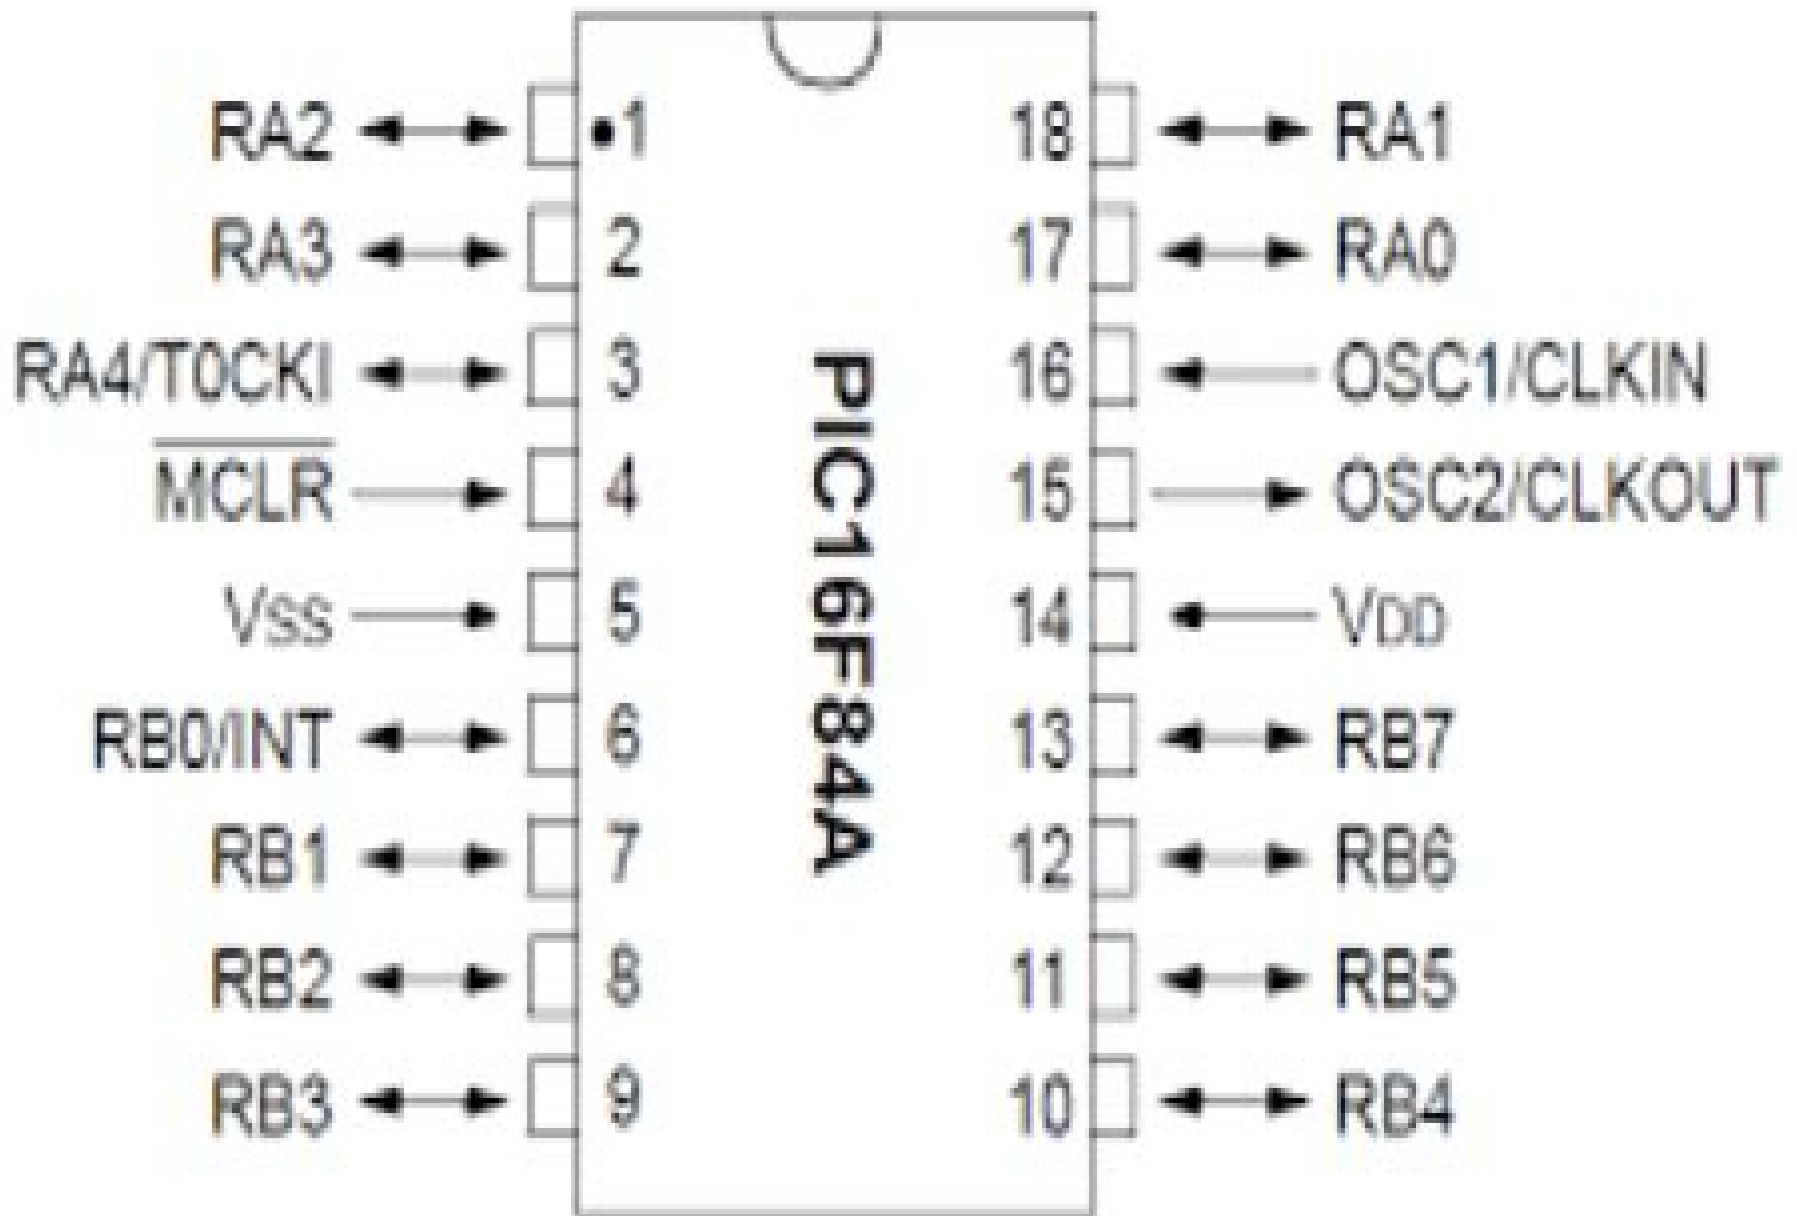 RA2 •1 18 RA1
RA3 2 17 RA0
RA4/T0CKI 3 16 OSC1/CLKIN
M̅C̅L̅R̅ 4 15 OSC2/CLKOUT
VSS 5 14 VDD
RB0/INT 6 13 RB7
RB1 7 12 RB6
RB2 8 11 RB5
RB3 9 10 RB4
PIC16F84A